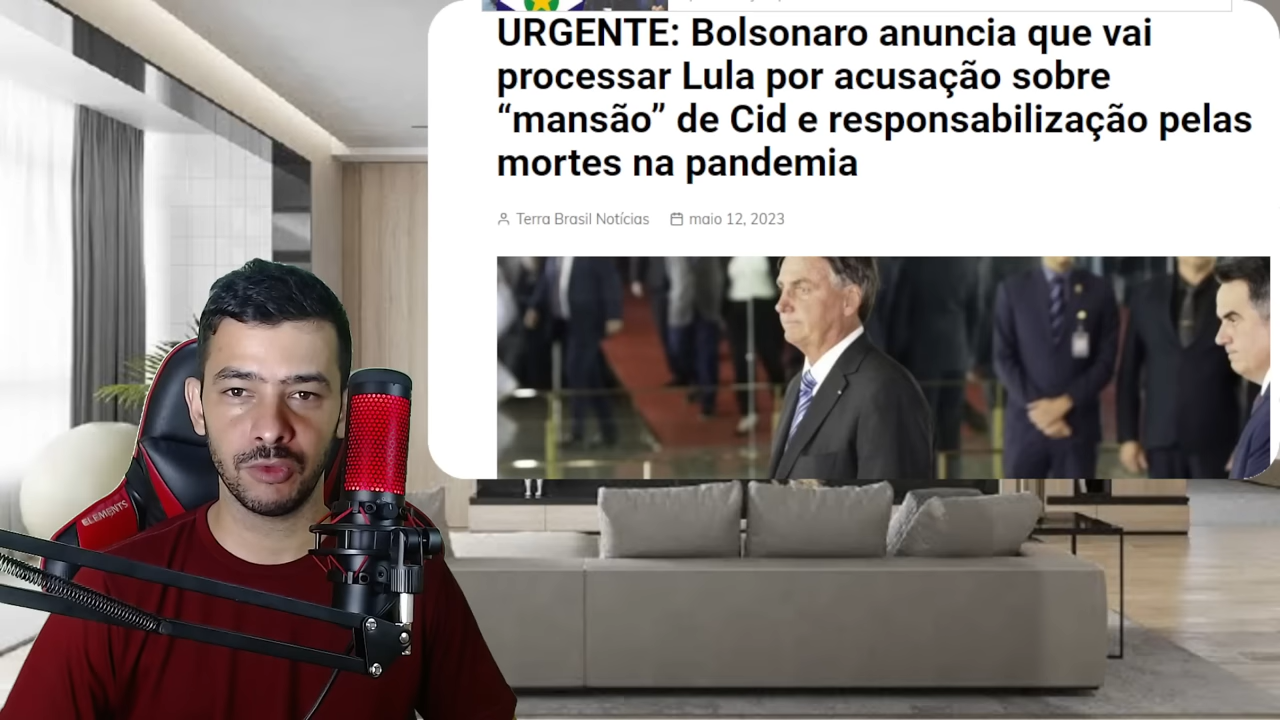 URGENTE: Bolsonaro anuncia que vai
processar Lula por acusação sobre
“mansão” de Cid e responsabilização pelas
mortes na pandemia
Terra Brasil Notícias maio 12, 2023
ELEMENTS